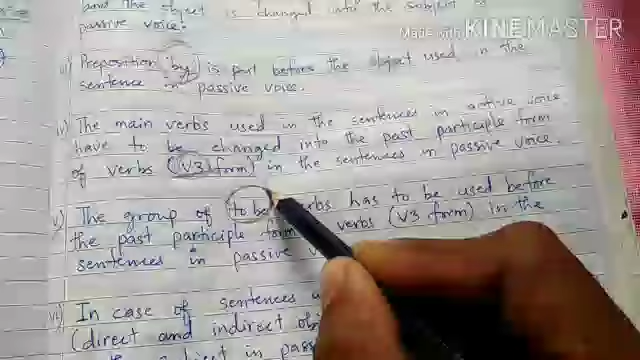 and the object is changed into the subject in
passive voice.
Made with KINEMASTER
iii) Preposition (by) is put before the object used in the
sentence in passive voice.
iv) The main verbs used in the sentences in active voice
have to be changed into the past participle form
of verbs (V3 form) in the sentences in passive voice.
v) The group of to be verbs has to be used before
the past participle form verbs (V3 form) in the
sentences in passive
vi) In case of sentences
(direct and indirect
in